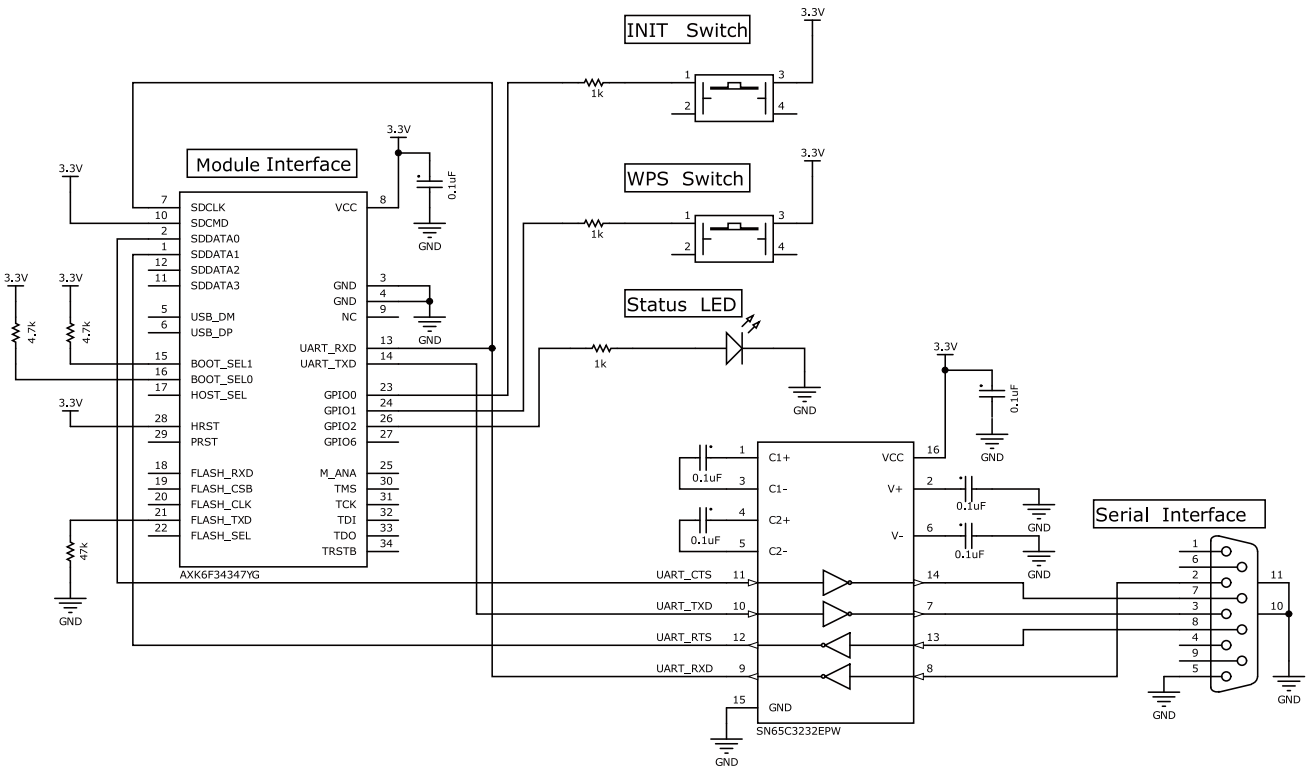 INIT Switch
3.3V
1
3
1k
2
4
3.3V
Module Interface
0.1uF
GND
3.3V
WPS Switch
3.3V
1
3
1k
2
4
7 SDCLK
10 SDCMD
2 SDDATA0
1 SDDATA1
12 SDDATA2
11 SDDATA3
5 USB_DM
6 USB_DP
15 BOOT_SEL1
16 BOOT_SEL0
17 HOST_SEL
28 HRST
29 PRST
18 FLASH_RXD
19 FLASH_CSB
20 FLASH_CLK
21 FLASH_TXD
22 FLASH_SEL
VCC 8
GND 3
GND 4
NC 9
UART_RXD 13
UART_TXD 14
GPIO0 23
GPIO1 24
GPIO2 26
GPIO6 27
M_ANA 25
TMS 30
TCK 31
TDI 32
TDO 33
TRSTB 34
AXK6F34347YG
3.3V
3.3V
4.7k
4.7k
3.3V
47k
GND
GND
Status LED
1k
GND
3.3V
0.1uF
GND
1 C1+
3 C1-
4 C2+
5 C2-
0.1uF
0.1uF
VCC 16
V+ 2
V- 6
0.1uF
GND
0.1uF
GND
UART_CTS 11
14
UART_TXD 10
7
UART_RTS 12
13
UART_RXD 9
8
15 GND
GND
SN65C3232EPW
Serial Interface
1
6
2
7
3
8
4
9
5
11
10
GND
GND